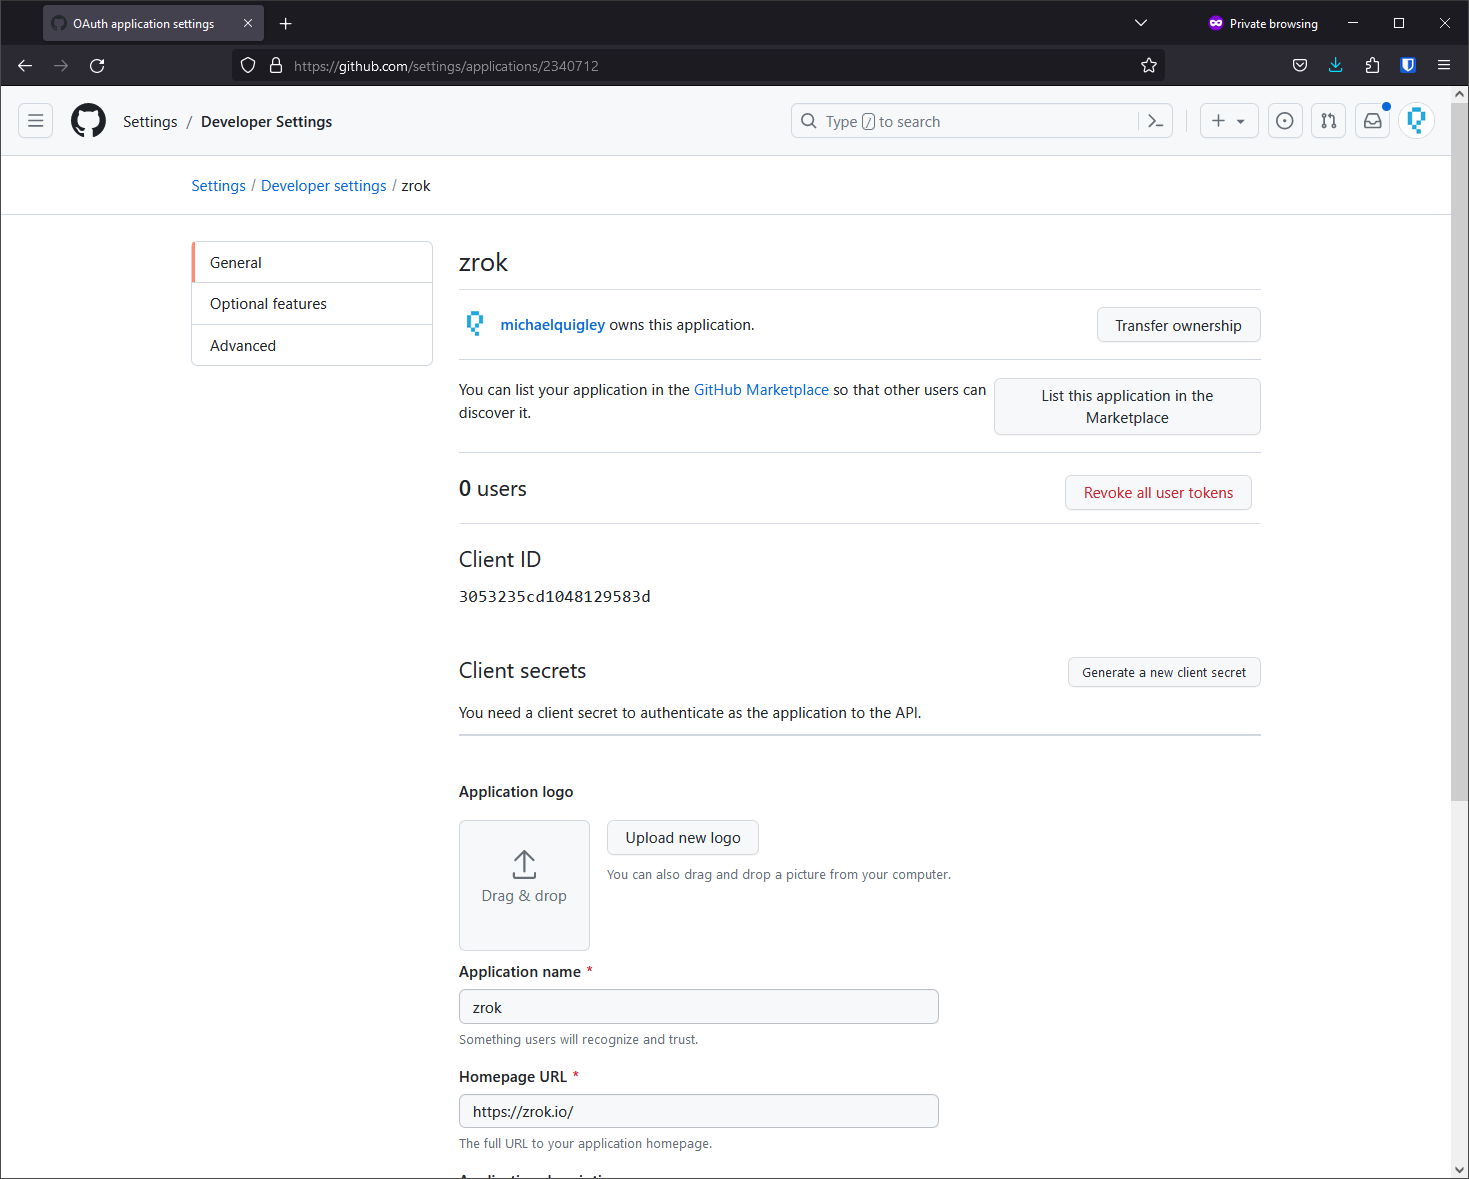 OAuth application settings
Private browsing
https://github.com/settings/applications/2340712
Settings / Developer Settings
Type / to search
Settings / Developer settings / zrok
General
Optional features
Advanced
zrok
michaelquigley owns this application.
Transfer ownership
You can list your application in the GitHub Marketplace so that other users can
discover it.
List this application in the
Marketplace
0 users
Revoke all user tokens
Client ID
3053235cd1048129583d
Client secrets
Generate a new client secret
You need a client secret to authenticate as the application to the API.
Application logo
Drag & drop
Upload new logo
You can also drag and drop a picture from your computer.
Application name *
zrok
Something users will recognize and trust.
Homepage URL *
https://zrok.io/
The full URL to your application homepage.